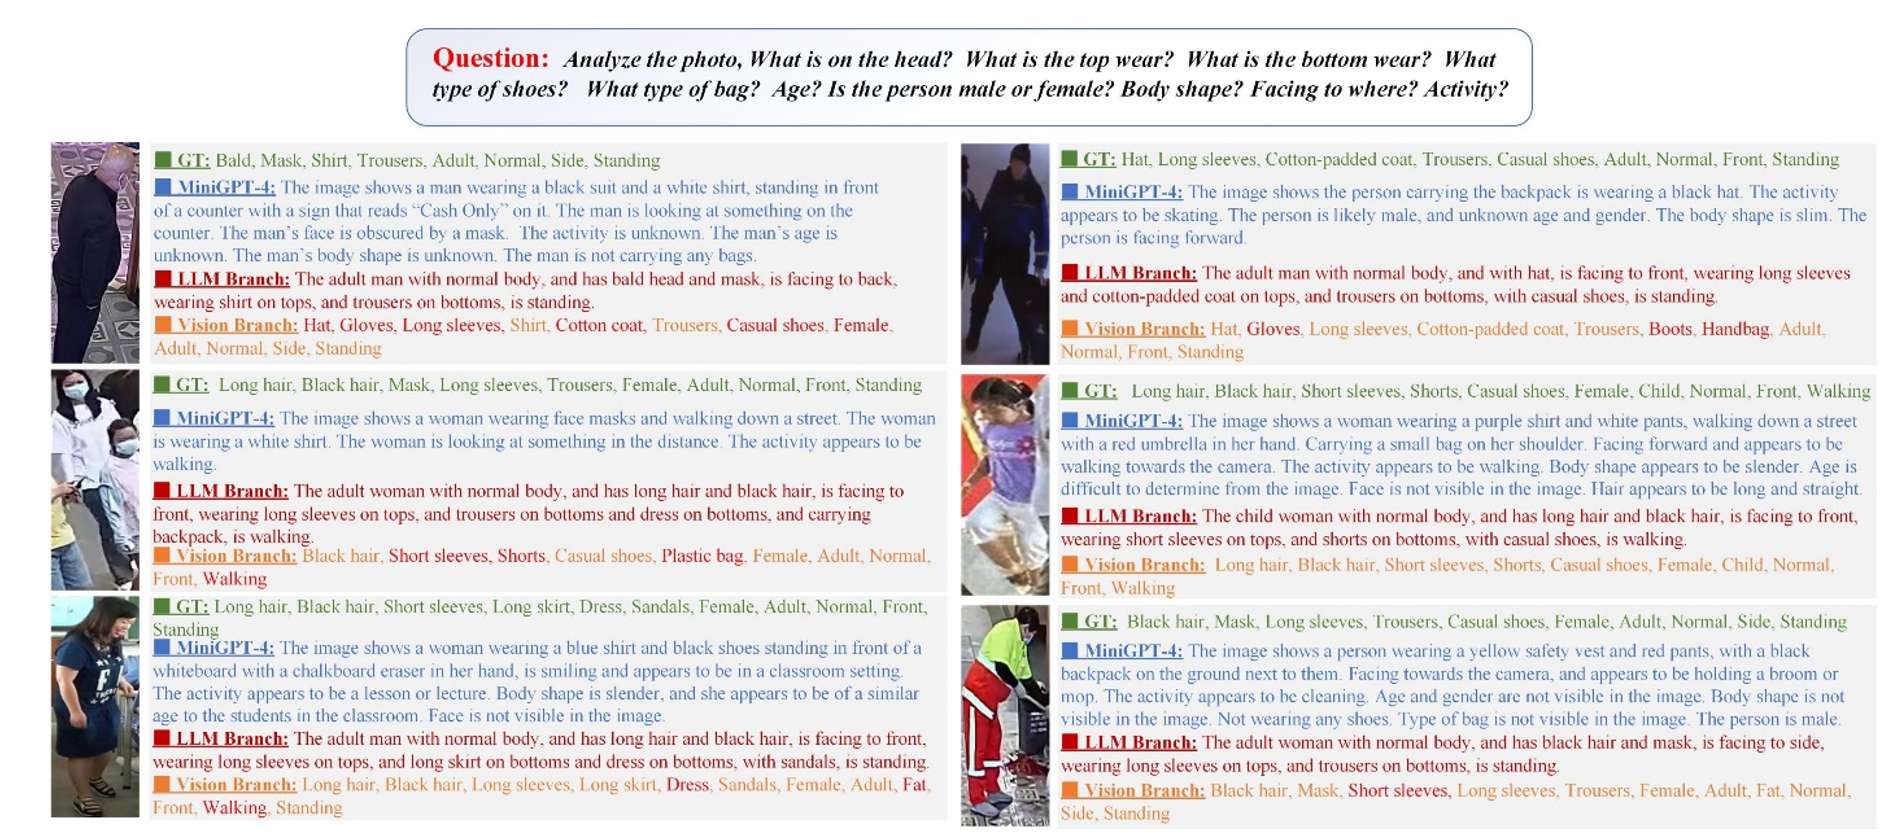 Question: Analyze the photo, What is on the head? What is the top wear? What is the bottom wear? What
type of shoes? What type of bag? Age? Is the person male or female? Body shape? Facing to where? Activity?
GT: Bald, Mask, Shirt, Trousers, Adult, Normal, Side, Standing
MiniGPT-4: The image shows a man wearing a black suit and a white shirt, standing in front
of a counter with a sign that reads “Cash Only” on it. The man is looking at something on the
counter. The man’s face is obscured by a mask. The activity is unknown. The man’s age is
unknown. The man’s body shape is unknown. The man is not carrying any bags.
LLM Branch: The adult man with normal body, and has bald head and mask, is facing to back,
wearing shirt on tops, and trousers on bottoms, is standing.
Vision Branch: Hat, Gloves, Long sleeves, Shirt, Cotton coat, Trousers, Casual shoes, Female,
Adult, Normal, Side, Standing
GT: Long hair, Black hair, Mask, Long sleeves, Trousers, Female, Adult, Normal, Front, Standing
MiniGPT-4: The image shows a woman wearing face masks and walking down a street. The woman
is wearing a white shirt. The woman is looking at something in the distance. The activity appears to be
walking.
LLM Branch: The adult woman with normal body, and has long hair and black hair, is facing to
front, wearing long sleeves on tops, and trousers on bottoms and dress on bottoms, and carrying
backpack, is walking.
Vision Branch: Black hair, Short sleeves, Shorts, Casual shoes, Plastic bag, Female, Adult, Normal,
Front, Walking
GT: Long hair, Black hair, Short sleeves, Long skirt, Dress, Sandals, Female, Adult, Normal, Front,
Standing
MiniGPT-4: The image shows a woman wearing a blue shirt and black shoes standing in front of a
whiteboard with a chalkboard eraser in her hand, is smiling and appears to be in a classroom setting.
The activity appears to be a lesson or lecture. Body shape is slender, and she appears to be of a similar
age to the students in the classroom. Face is not visible in the image.
LLM Branch: The adult man with normal body, and has long hair and black hair, is facing to front,
wearing long sleeves on tops, and long skirt on bottoms and dress on bottoms, with sandals, is standing.
Vision Branch: Long hair, Black hair, Long sleeves, Long skirt, Dress, Sandals, Female, Adult, Fat,
Front, Walking, Standing
GT: Hat, Long sleeves, Cotton-padded coat, Trousers, Casual shoes, Adult, Normal, Front, Standing
MiniGPT-4: The image shows the person carrying the backpack is wearing a black hat. The activity
appears to be skating. The person is likely male, and unknown age and gender. The body shape is slim. The
person is facing forward.
LLM Branch: The adult man with normal body, and with hat, is facing to front, wearing long sleeves
and cotton-padded coat on tops, and trousers on bottoms, with casual shoes, is standing.
Vision Branch: Hat, Gloves, Long sleeves, Cotton-padded coat, Trousers, Boots, Handbag, Adult,
Normal, Front, Standing
GT: Long hair, Black hair, Short sleeves, Shorts, Casual shoes, Female, Child, Normal, Front, Walking
MiniGPT-4: The image shows a woman wearing a purple shirt and white pants, walking down a street
with a red umbrella in her hand. Carrying a small bag on her shoulder. Facing forward and appears to be
walking towards the camera. The activity appears to be walking. Body shape appears to be slender. Age is
difficult to determine from the image. Face is not visible in the image. Hair appears to be long and straight.
LLM Branch: The child woman with normal body, and has long hair and black hair, is facing to front,
wearing short sleeves on tops, and shorts on bottoms, with casual shoes, is walking.
Vision Branch: Long hair, Black hair, Short sleeves, Shorts, Casual shoes, Female, Child, Normal,
Front, Walking
GT: Black hair, Mask, Long sleeves, Trousers, Casual shoes, Female, Adult, Normal, Side, Standing
MiniGPT-4: The image shows a person wearing a yellow safety vest and red pants, with a black
backpack on the ground next to them. Facing towards the camera, and appears to be holding a broom or
mop. The activity appears to be cleaning. Age and gender are not visible in the image. Body shape is not
visible in the image. Not wearing any shoes. Type of bag is not visible in the image. The person is male.
LLM Branch: The adult woman with normal body, and has black hair and mask, is facing to side,
wearing long sleeves on tops, and trousers on bottoms, is standing.
Vision Branch: Black hair, Mask, Short sleeves, Long sleeves, Trousers, Female, Adult, Fat, Normal,
Side, Standing